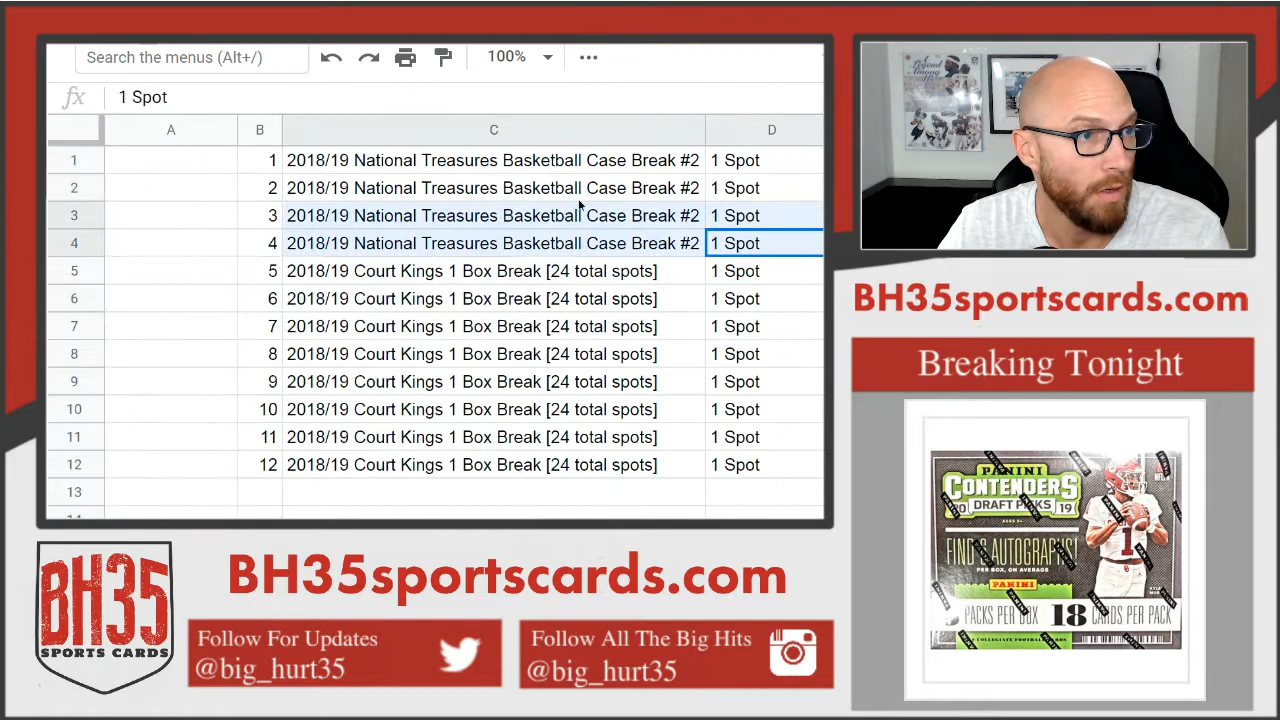 Search the menus (Alt+/)
100%
fx
1 Spot
A B C D
1 1 2018/19 National Treasures Basketball Case Break #2 1 Spot
2 2 2018/19 National Treasures Basketball Case Break #2 1 Spot
3 3 2018/19 National Treasures Basketball Case Break #2 1 Spot
4 4 2018/19 National Treasures Basketball Case Break #2 1 Spot
5 5 2018/19 Court Kings 1 Box Break [24 total spots] 1 Spot
6 6 2018/19 Court Kings 1 Box Break [24 total spots] 1 Spot
7 7 2018/19 Court Kings 1 Box Break [24 total spots] 1 Spot
8 8 2018/19 Court Kings 1 Box Break [24 total spots] 1 Spot
9 9 2018/19 Court Kings 1 Box Break [24 total spots] 1 Spot
10 10 2018/19 Court Kings 1 Box Break [24 total spots] 1 Spot
11 11 2018/19 Court Kings 1 Box Break [24 total spots] 1 Spot
12 12 2018/19 Court Kings 1 Box Break [24 total spots] 1 Spot
13
BH35sportscards.com
Breaking Tonight
PANINI
CONTENDERS
20 DRAFT PICKS 19
AUTOGRAPHS
PER BOX, ON AVERAGE
PANINI
PACKS PER BOX 18 CARDS PER PACK
BH35
SPORTS CARDS
BH35sportscards.com
Follow For Updates
@big_hurt35
Follow All The Big Hits
@big_hurt35